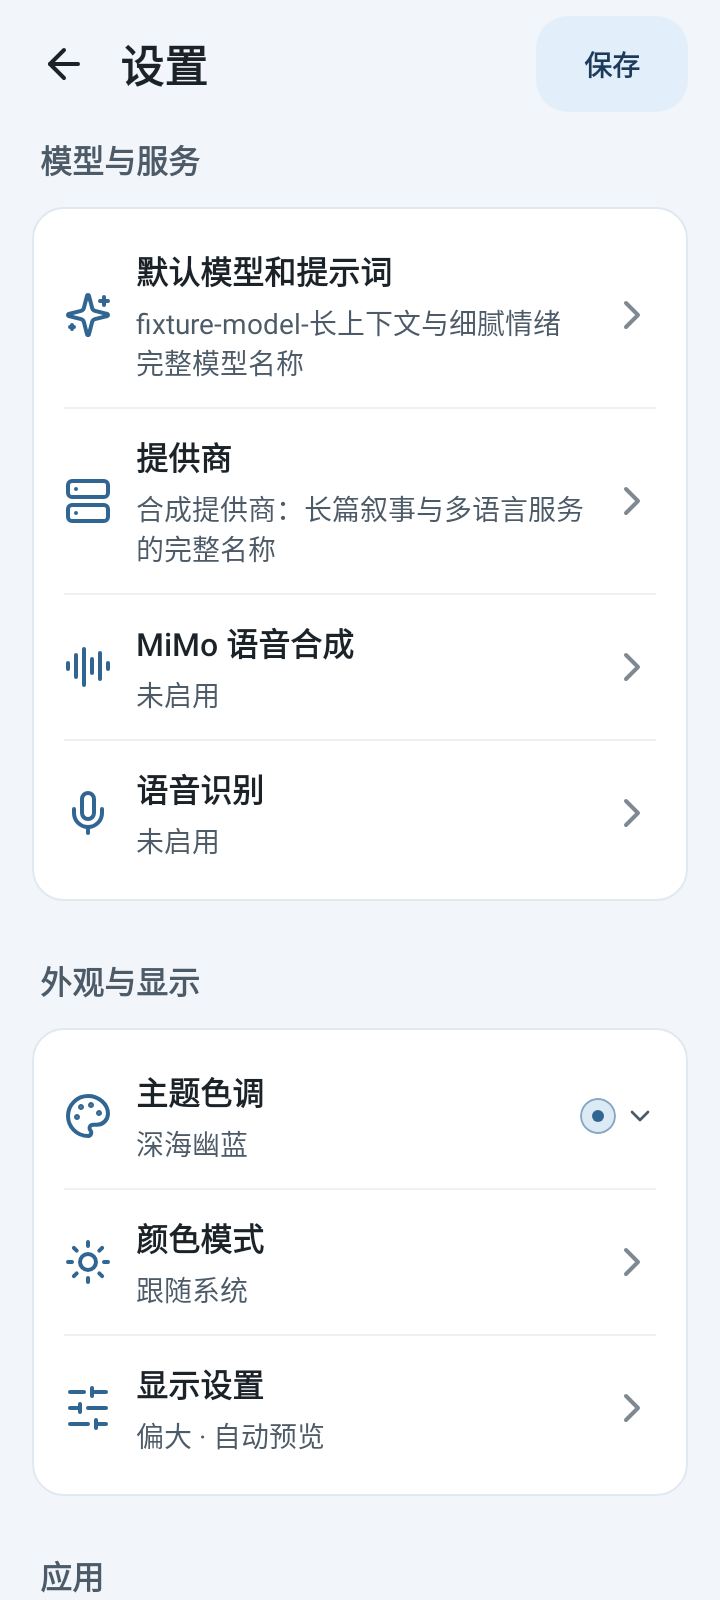 设置
保存
模型与服务
默认模型和提示词
fixture-model-长上下文与细腻情绪
完整模型名称
提供商
合成提供商：长篇叙事与多语言服务
的完整名称
MiMo 语音合成
未启用
语音识别
未启用
外观与显示
主题色调
深海幽蓝
颜色模式
跟随系统
显示设置
偏大 · 自动预览
应用